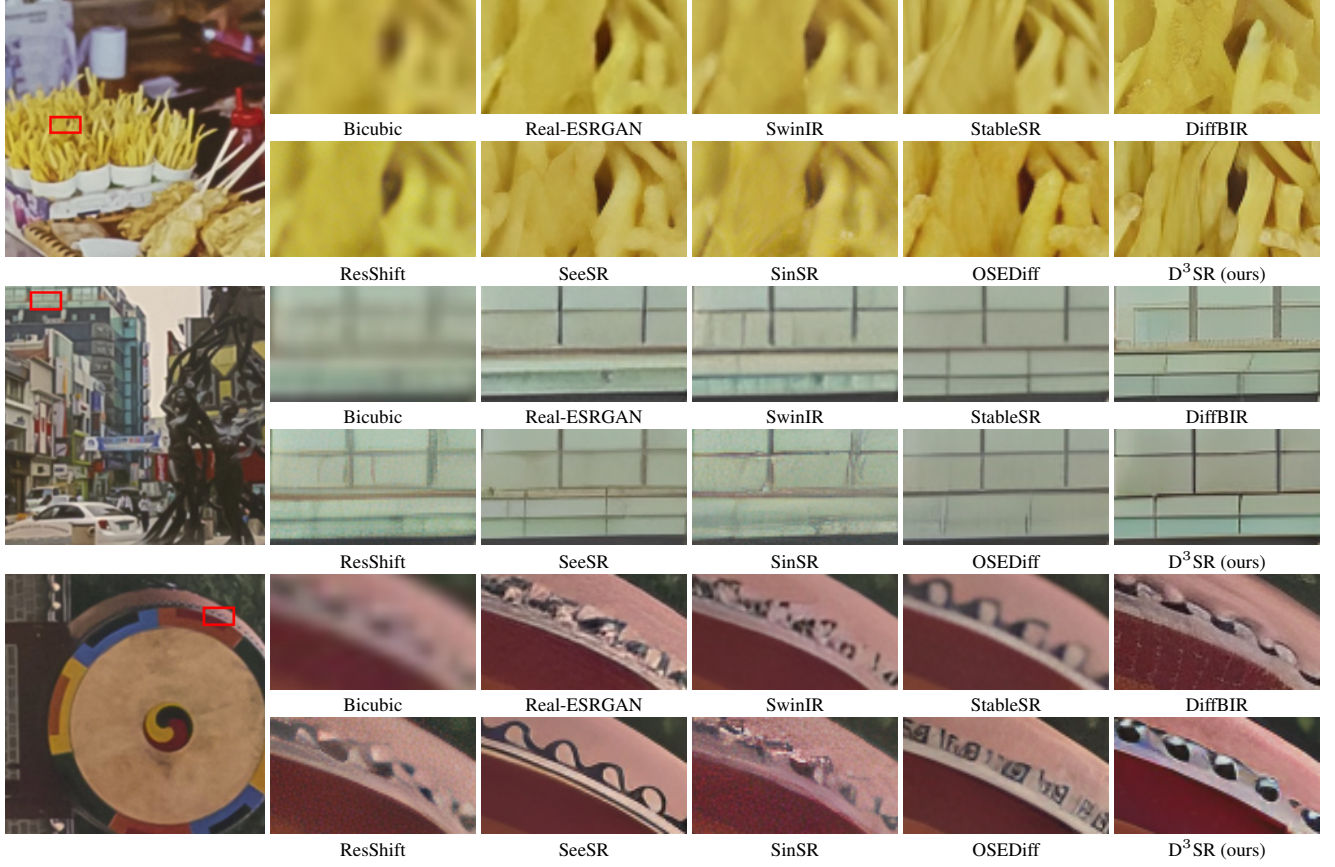 Bicubic Real-ESRGAN SwinIR StableSR DiffBIR
ResShift SeeSR SinSR OSEDiff D³SR (ours)
Bicubic Real-ESRGAN SwinIR StableSR DiffBIR
ResShift SeeSR SinSR OSEDiff D³SR (ours)
Bicubic Real-ESRGAN SwinIR StableSR DiffBIR
ResShift SeeSR SinSR OSEDiff D³SR (ours)